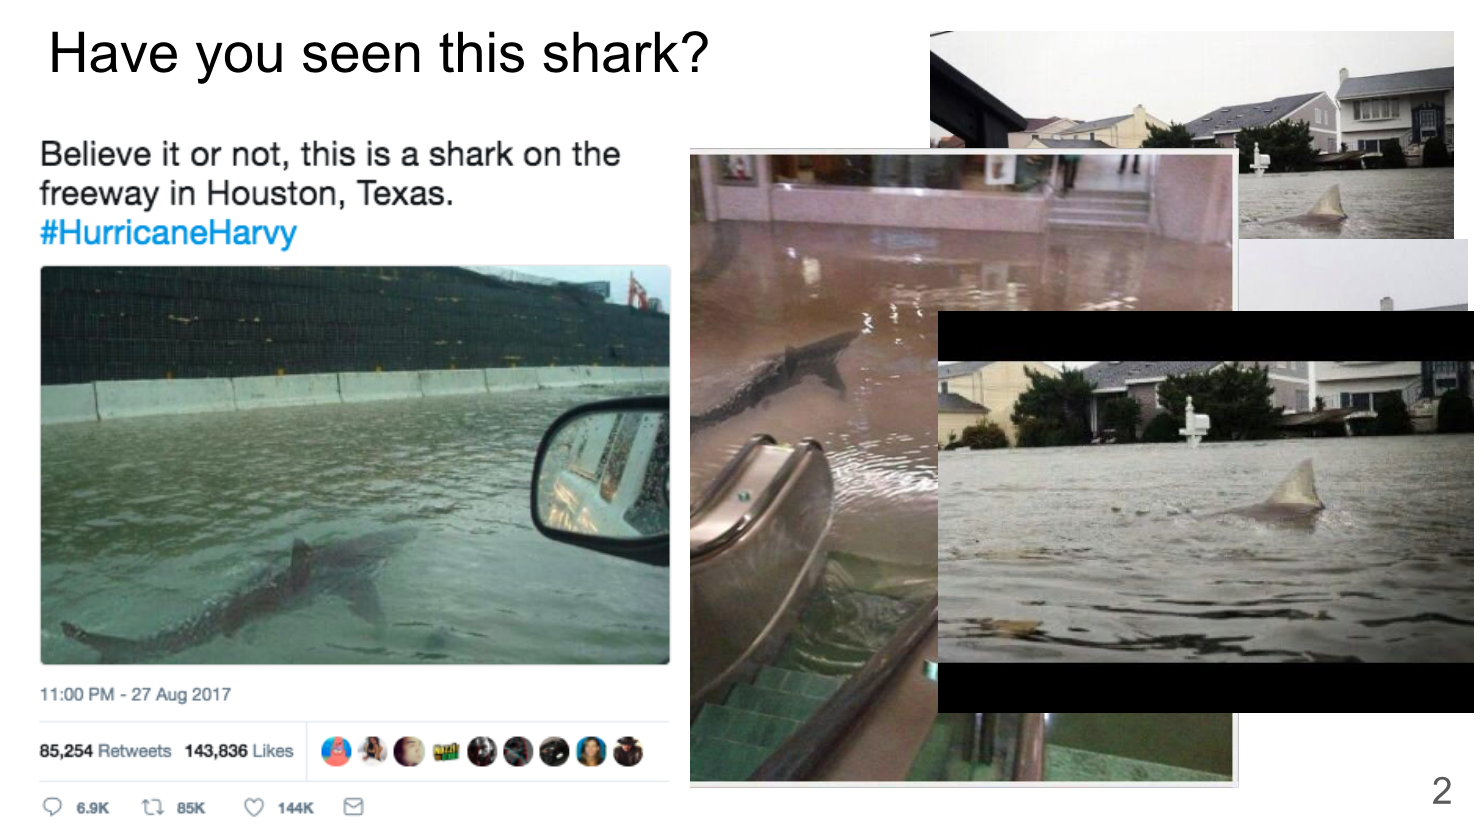 Have you seen this shark?
Believe it or not, this is a shark on the
freeway in Houston, Texas.
#HurricaneHarvy
11:00 PM - 27 Aug 2017
85,254 Retweets 143,836 Likes
6.9K 85K 144K
2